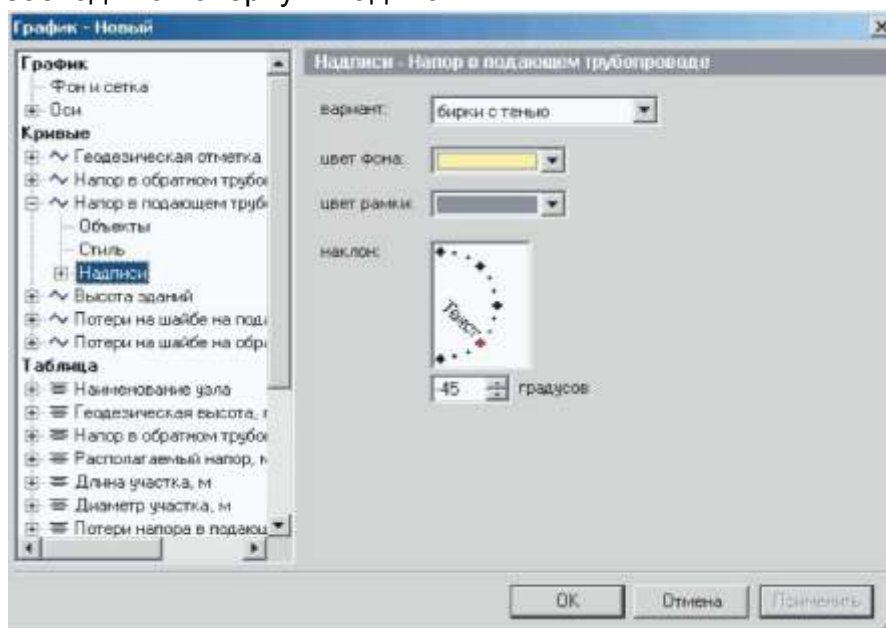 График - Новый
График
Фон и сетка
Оси
Кривые
Геодезическая отметка
Напор в обратном трубо
Напор в подающем труб
Объекты
Стиль
Надписи
Высота зданий
Потери на шайбе на под
Потери на шайбе на обр
Таблица
Наименование узла
Геодезическая высота,
Напор в обратном трубо
Располагаемый напор,
Длина участка, м
Диаметр участка, м
Потери напора в подающ
Надписи - Напор в подающем трубопроводе
вариант: бирки с тенью
цвет фона:
цвет рамки:
наклон:
Текст
-45 градусов
ОК Отмена Применить